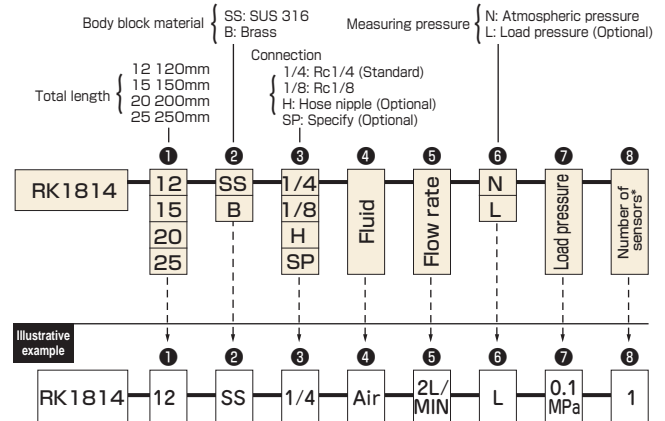 Body block material { SS: SUS 316
B: Brass
Measuring pressure { N: Atmospheric pressure
L: Load pressure (Optional)
Total length { 12 120mm
15 150mm
20 200mm
25 250mm
Connection
{ 1/4: Rc1/4 (Standard)
1/8: Rc1/8
H: Hose nipple (Optional)
SP: Specify (Optional)
❶ ❷ ❸ ❹ ❺ ❻ ❼ ❽
RK1814 12 SS 1/4 Fluid Flow rate N Load pressure Number of sensors*
15 B 1/8 L
20 H
25 SP
Illustrative
example
❶ ❷ ❸ ❹ ❺ ❻ ❼ ❽
RK1814 12 SS 1/4 Air 2L/MIN L 0.1 MPa 1